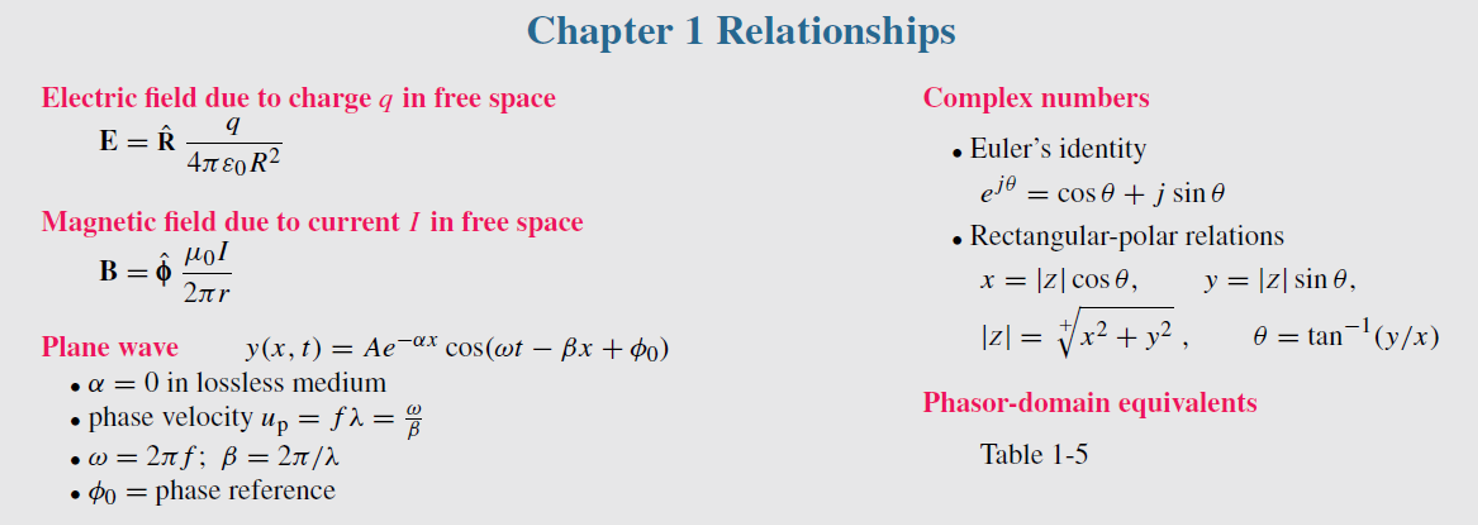 Chapter 1 Relationships
Electric field due to charge q in free space
E = R̂ q / 4πε₀R²
Magnetic field due to current I in free space
B = ϕ̂ μ₀I / 2πr
Plane wave y(x, t) = Ae^−αx cos(ωt − βx + ϕ₀)
• α = 0 in lossless medium
• phase velocity uₚ = fλ = ω/β
• ω = 2πf; β = 2π/λ
• ϕ₀ = phase reference
Complex numbers
• Euler's identity
e^jθ = cos θ + j sin θ
• Rectangular-polar relations
x = |z| cos θ, y = |z| sin θ,
|z| = ⁺√(x² + y²), θ = tan⁻¹(y/x)
Phasor-domain equivalents
Table 1-5